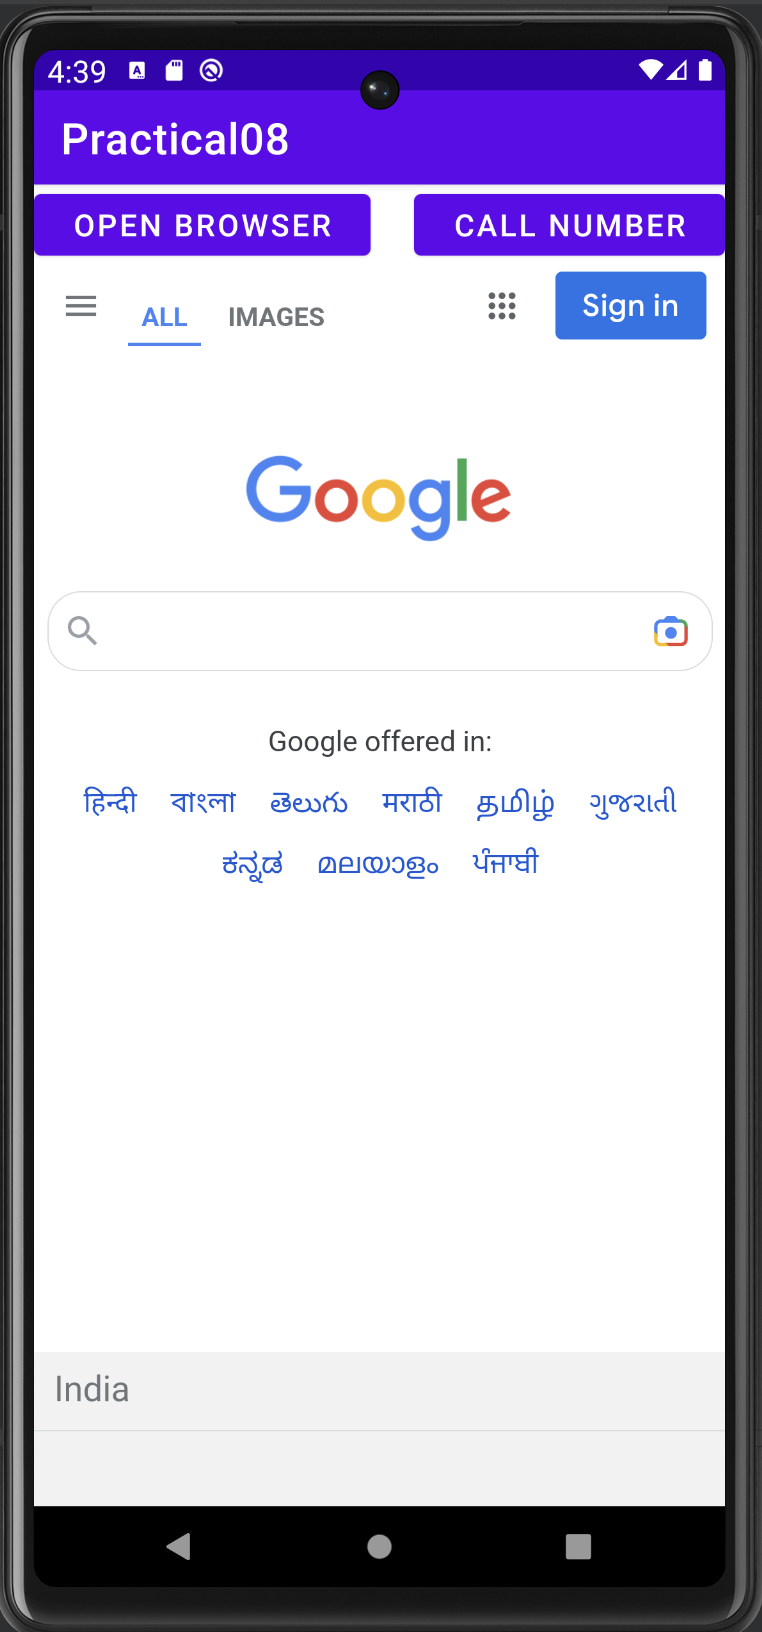 4:39
Practical08
OPEN BROWSER CALL NUMBER
ALL IMAGES Sign in
Google
Google offered in:
हिन्दी বাংলা తెలుగు मराठी தமிழ் ગુજરાતી
ಕನ್ನಡ മലയാളം ਪੰਜਾਬੀ
India